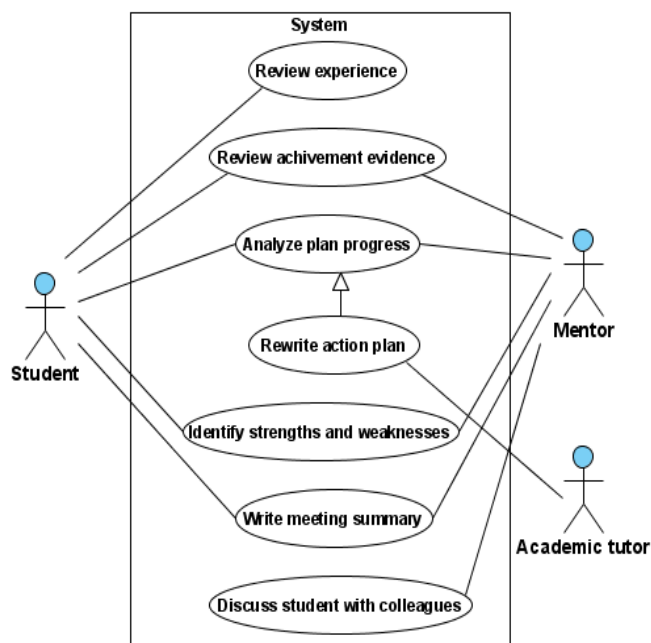 System
Review experience
Review achivement evidence
Analyze plan progress
Rewrite action plan
Student
Mentor
Identify strengths and weaknesses
Write meeting summary
Academic tutor
Discuss student with colleagues